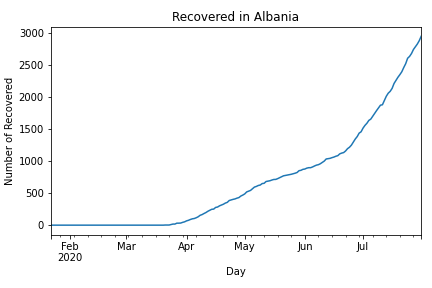 Recovered in Albania
Number of Recovered
3000
2500
2000
1500
1000
500
0
Feb
2020
Mar
Apr
May
Jun
Jul
Day